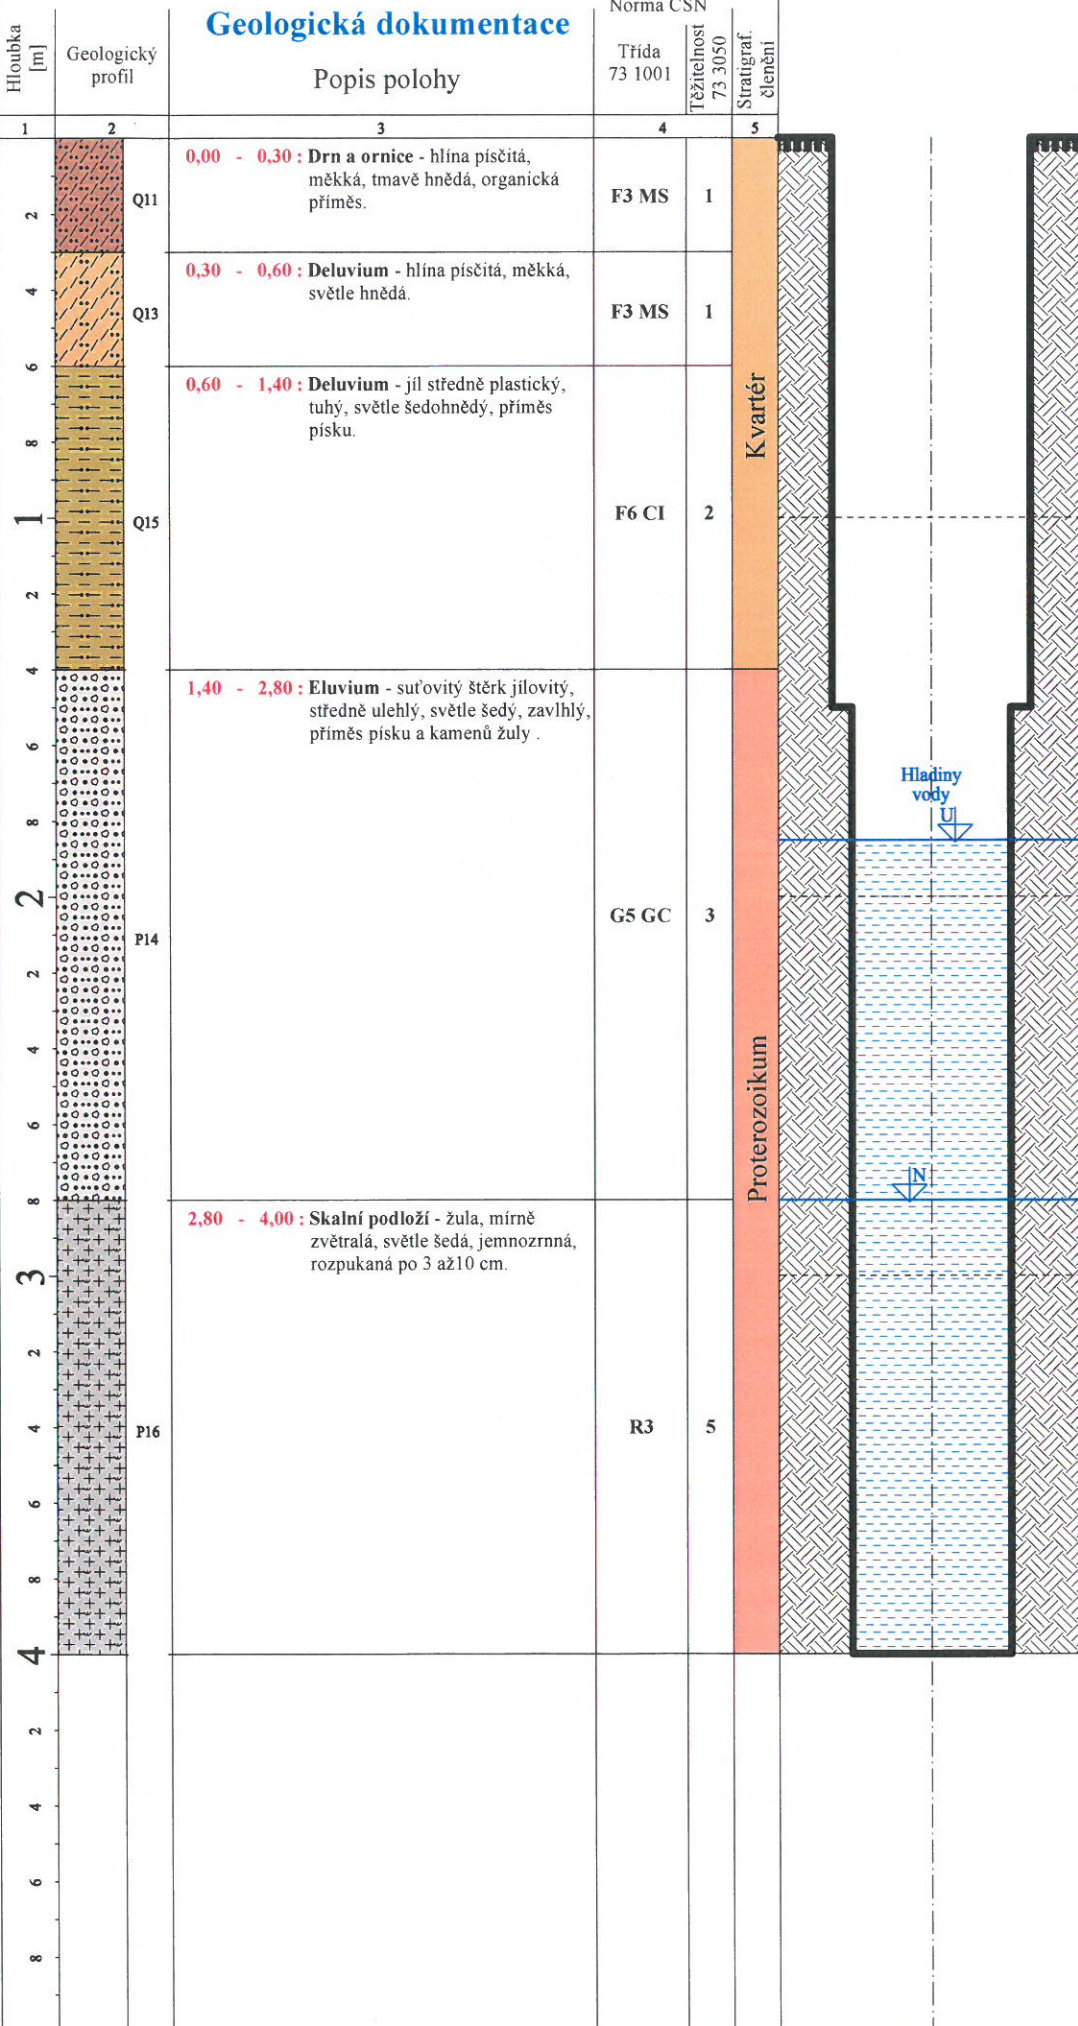 Norma ČSN
Geologická dokumentace
Hloubka
[m]
Geologický
profil
Popis polohy
Třída
73 1001
Těžitelnost
73 3050
Stratigraf.
členění
1 2 3 4 5
0,00 - 0,30 : Drn a ornice - hlína písčitá,
měkká, tmavě hnědá, organická
příměs.
Q11
F3 MS 1
2
0,30 - 0,60 : Deluvium - hlína písčitá, měkká,
světle hnědá.
4
Q13
F3 MS 1
6
0,60 - 1,40 : Deluvium - jíl středně plastický,
tuhý, světle šedohnědý, příměs
písku.
Kvartér
8
1
Q15
F6 CI 2
2
4
1,40 - 2,80 : Eluvium - suťovitý štěrk jílovitý,
středně ulehlý, světle šedý, zavlhlý,
příměs písku a kamenů žuly .
6
Hladiny
vody
U
8
2
P14
G5 GC 3
2
4
6
Proterozoikum
N
8
2,80 - 4,00 : Skalní podloží - žula, mírně
zvětralá, světle šedá, jemnozrnná,
rozpukaná po 3 až10 cm.
3
2
4
P16
R3 5
6
8
4
2
4
6
8